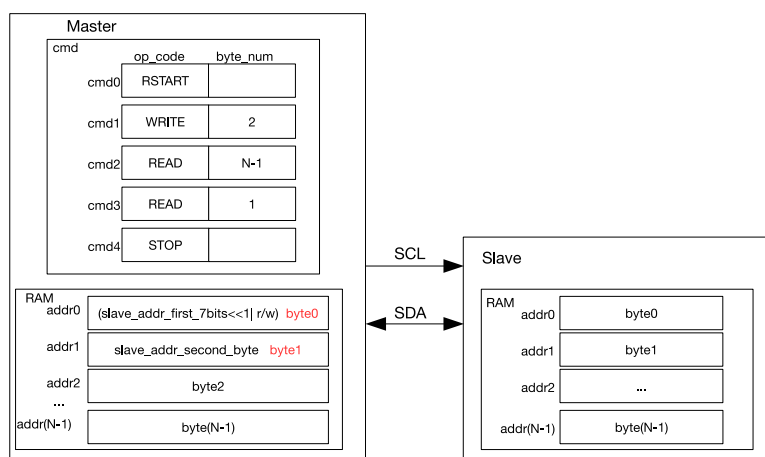 Master
cmd
op_code byte_num
cmd0 RSTART
cmd1 WRITE 2
cmd2 READ N-1
cmd3 READ 1
cmd4 STOP
SCL
SDA
RAM
addr0 (slave_addr_first_7bits<<1| r/w) byte0
addr1 slave_addr_second_byte byte1
addr2 byte2
...
addr(N-1) byte(N-1)
Slave
RAM
addr0 byte0
addr1 byte1
addr2 ...
addr(N-1) byte(N-1)